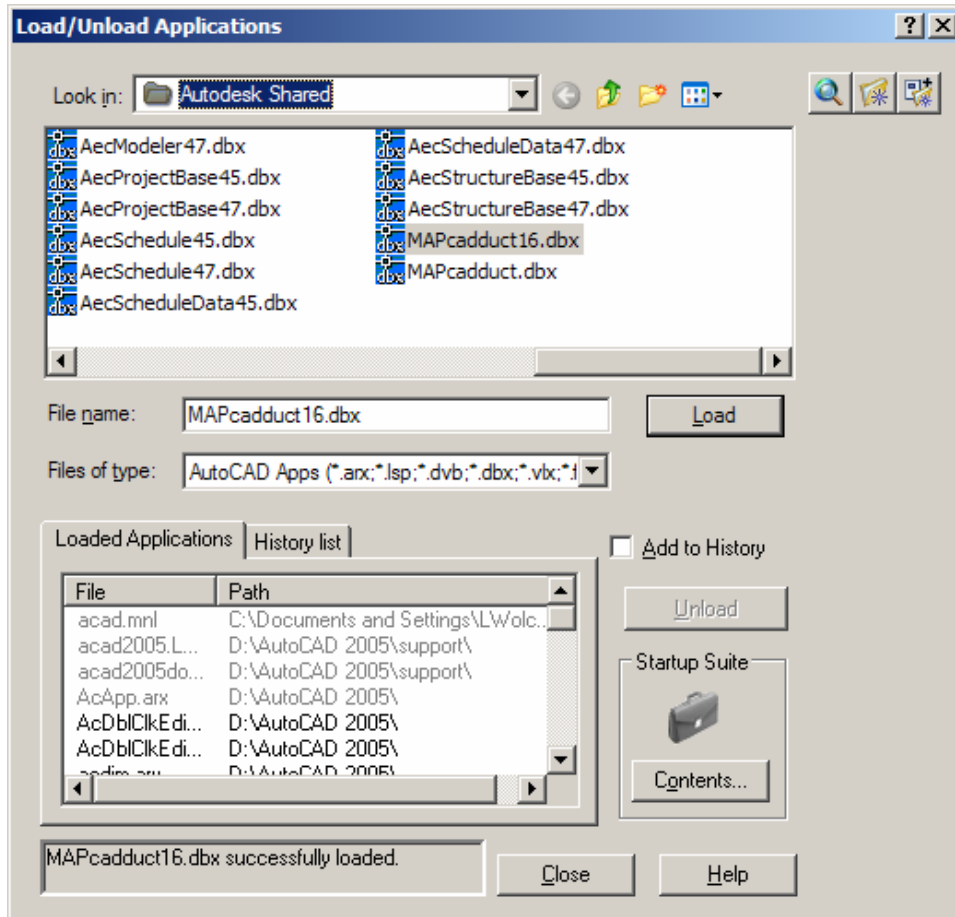 Load/Unload Applications
Look in: Autodesk Shared
AecModeler47.dbx
AecProjectBase45.dbx
AecProjectBase47.dbx
AecSchedule45.dbx
AecSchedule47.dbx
AecScheduleData45.dbx
AecScheduleData47.dbx
AecStructureBase45.dbx
AecStructureBase47.dbx
MAPcadduct16.dbx
MAPcadduct.dbx
File name: MAPcadduct16.dbx
Load
Files of type: AutoCAD Apps (*.arx;*.lsp;*.dvb;*.dbx;*.vlx;*.f
Loaded Applications History list
Add to History
File Path
acad.mnl C:\Documents and Settings\LWolc..
acad2005.L... D:\AutoCAD 2005\support\
acad2005do... D:\AutoCAD 2005\support\
AcApp.arx D:\AutoCAD 2005\
AcDblClkEdi... D:\AutoCAD 2005\
AcDblClkEdi... D:\AutoCAD 2005\
acdim.arx D:\AutoCAD 2005\
Unload
Startup Suite
Contents...
MAPcadduct16.dbx successfully loaded.
Close
Help